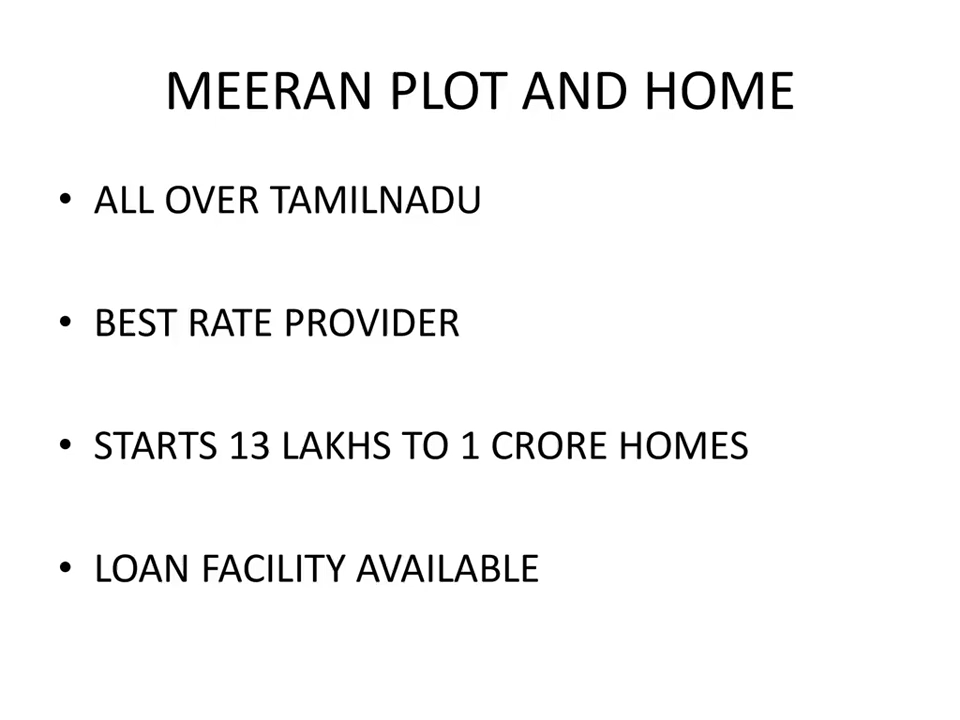 MEERAN PLOT AND HOME
• ALL OVER TAMILNADU
• BEST RATE PROVIDER
• STARTS 13 LAKHS TO 1 CRORE HOMES
• LOAN FACILITY AVAILABLE